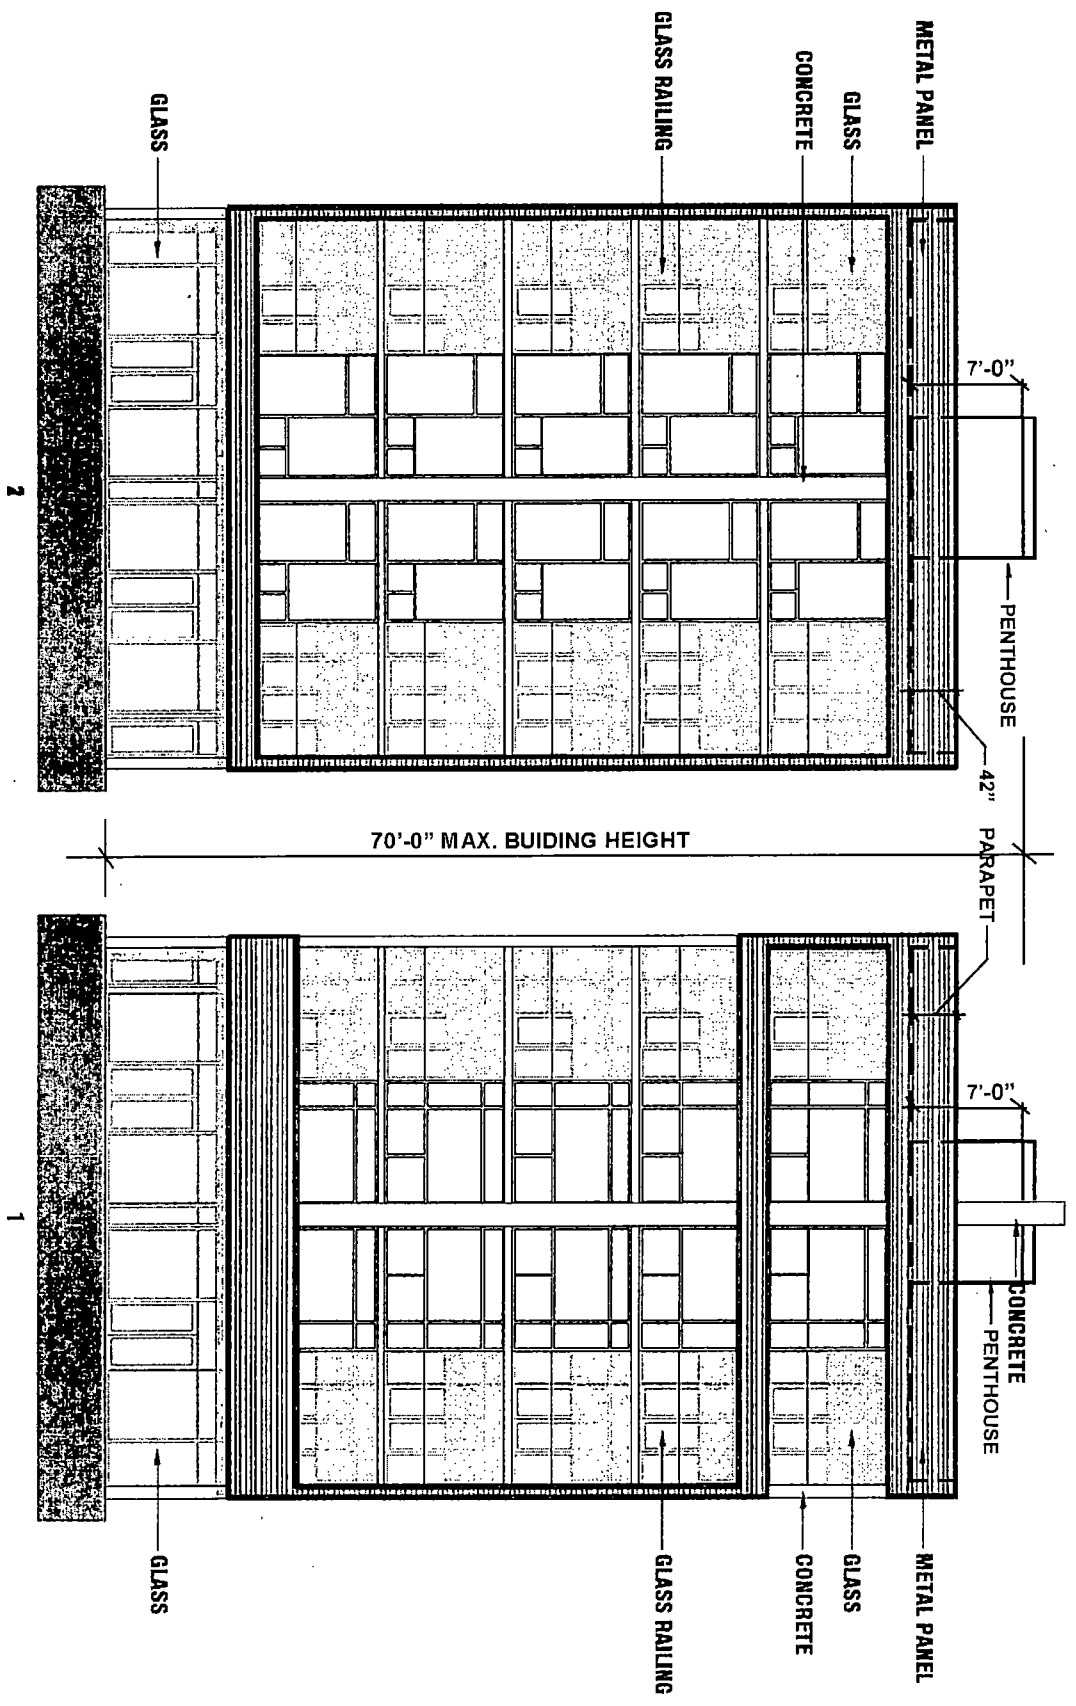 METAL PANEL
GLASS
CONCRETE
GLASS RAILING
GLASS
7'-0"
PENTHOUSE
42" PARAPET
70'-0" MAX. BUIDING HEIGHT
2
7'-0"
CONCRETE
PENTHOUSE
METAL PANEL
GLASS
CONCRETE
GLASS RAILING
GLASS
1